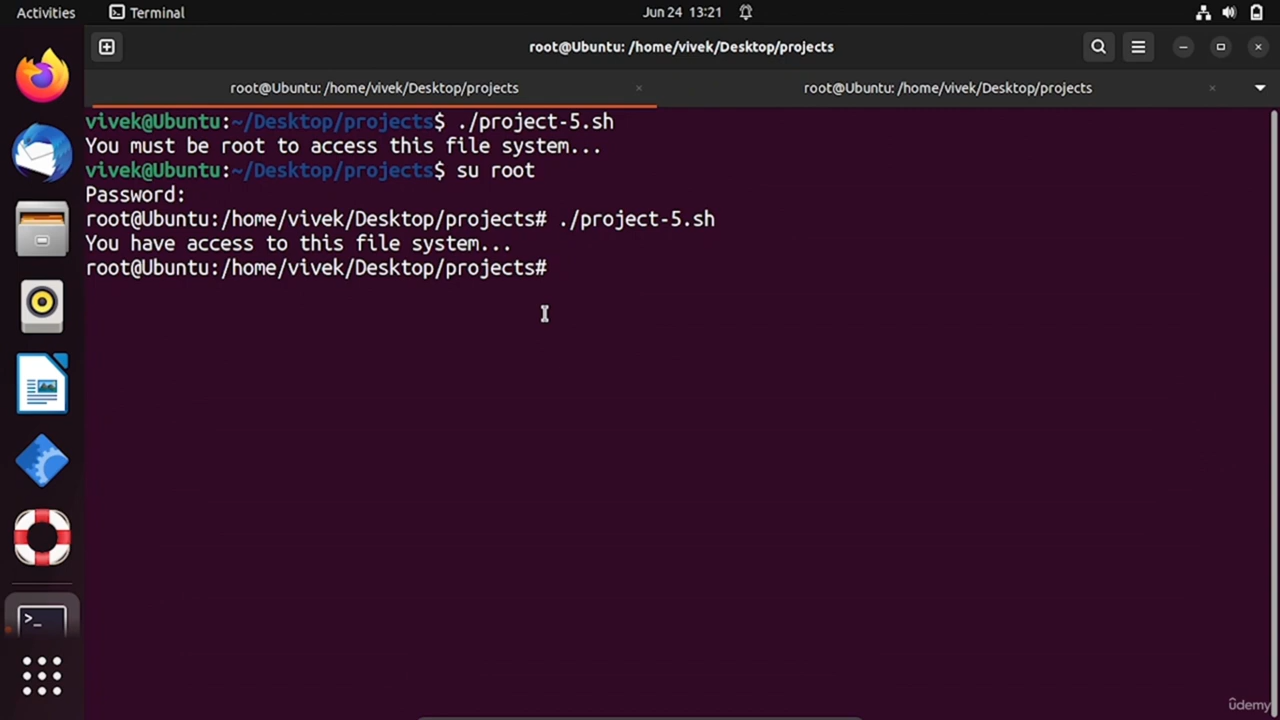 Activities
Terminal
Jun 24 13:21
root@Ubuntu: /home/vivek/Desktop/projects
root@Ubuntu: /home/vivek/Desktop/projects
root@Ubuntu: /home/vivek/Desktop/projects
vivek@Ubuntu:~/Desktop/projects$ ./project-5.sh
You must be root to access this file system...
vivek@Ubuntu:~/Desktop/projects$ su root
Password:
root@Ubuntu:/home/vivek/Desktop/projects# ./project-5.sh
You have access to this file system...
root@Ubuntu:/home/vivek/Desktop/projects#
>_
ûdemy